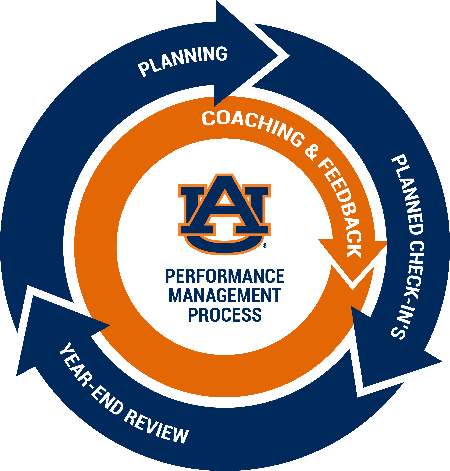 PLANNING
COACHING & FEEDBACK
PLANNED CHECK-IN'S
AU
®
PERFORMANCE
MANAGEMENT
PROCESS
YEAR-END REVIEW